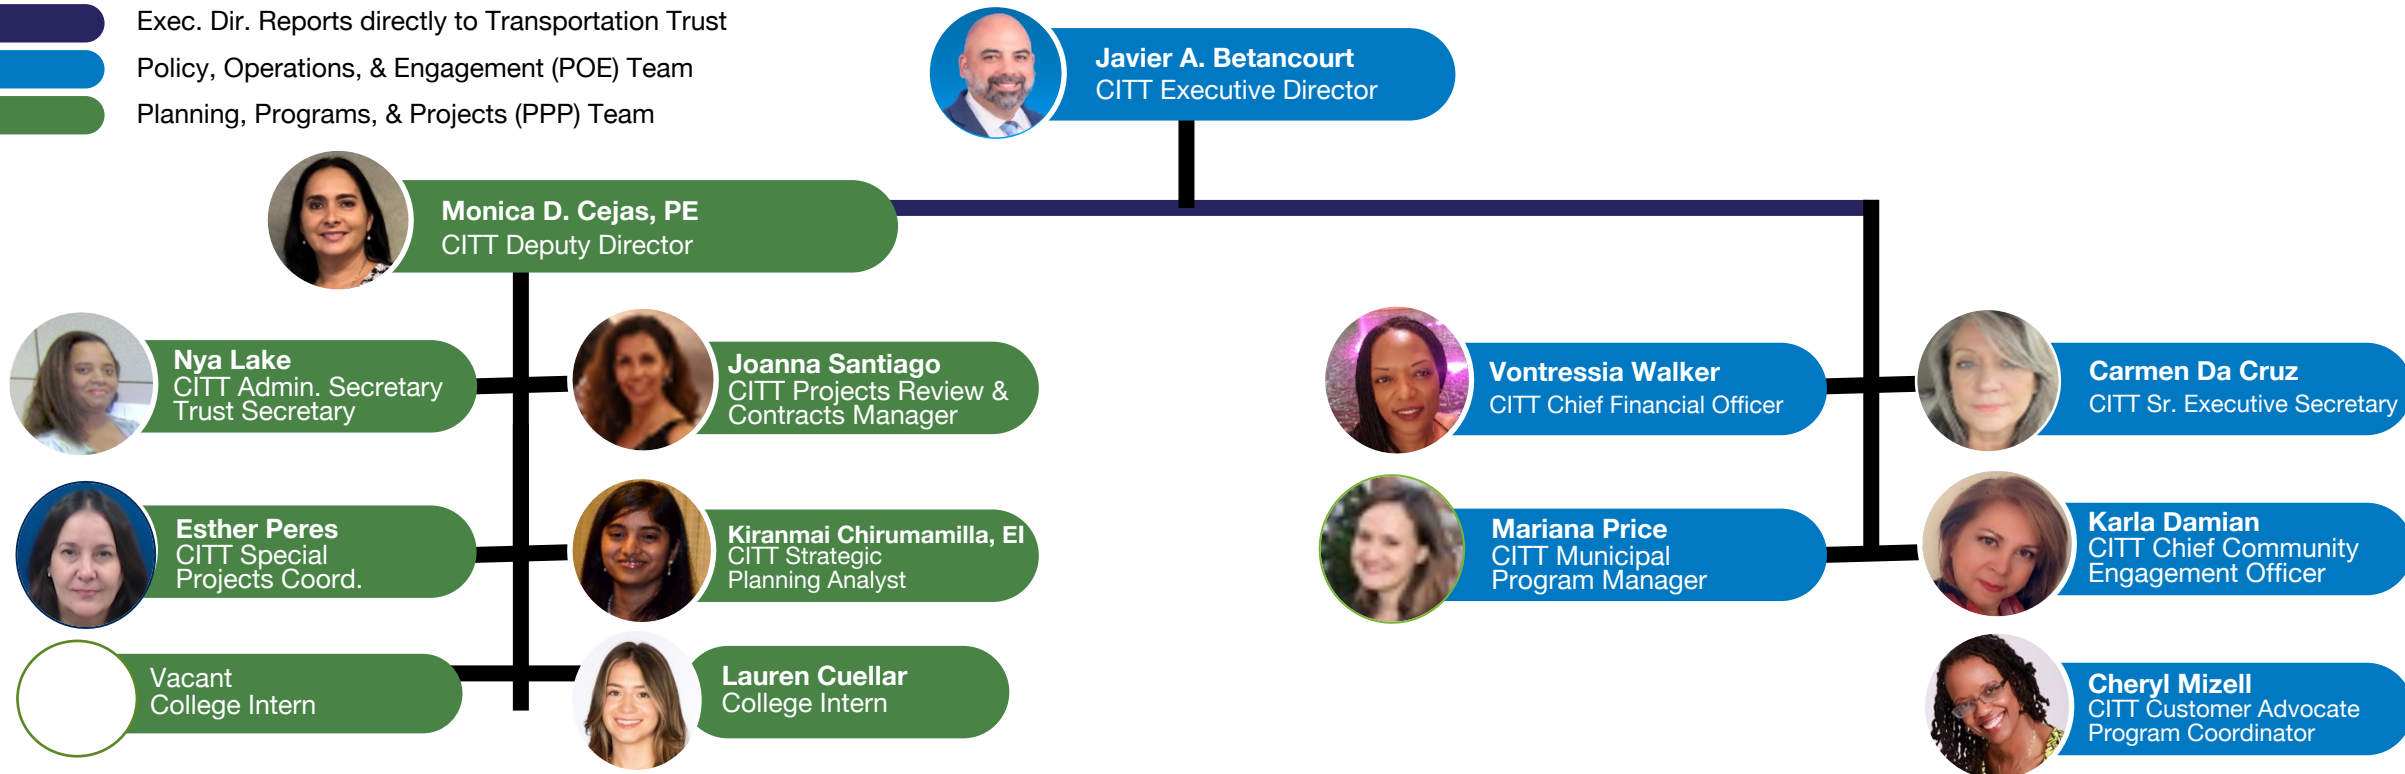 Exec. Dir. Reports directly to Transportation Trust
Policy, Operations, & Engagement (POE) Team
Planning, Programs, & Projects (PPP) Team
Javier A. Betancourt
CITT Executive Director
Monica D. Cejas, PE
CITT Deputy Director
Nya Lake
CITT Admin. Secretary
Trust Secretary
Joanna Santiago
CITT Projects Review &
Contracts Manager
Vontressia Walker
CITT Chief Financial Officer
Carmen Da Cruz
CITT Sr. Executive Secretary
Esther Peres
CITT Special
Projects Coord.
Kiranmai Chirumamilla, EI
CITT Strategic
Planning Analyst
Mariana Price
CITT Municipal
Program Manager
Karla Damian
CITT Chief Community
Engagement Officer
Vacant
College Intern
Lauren Cuellar
College Intern
Cheryl Mizell
CITT Customer Advocate
Program Coordinator